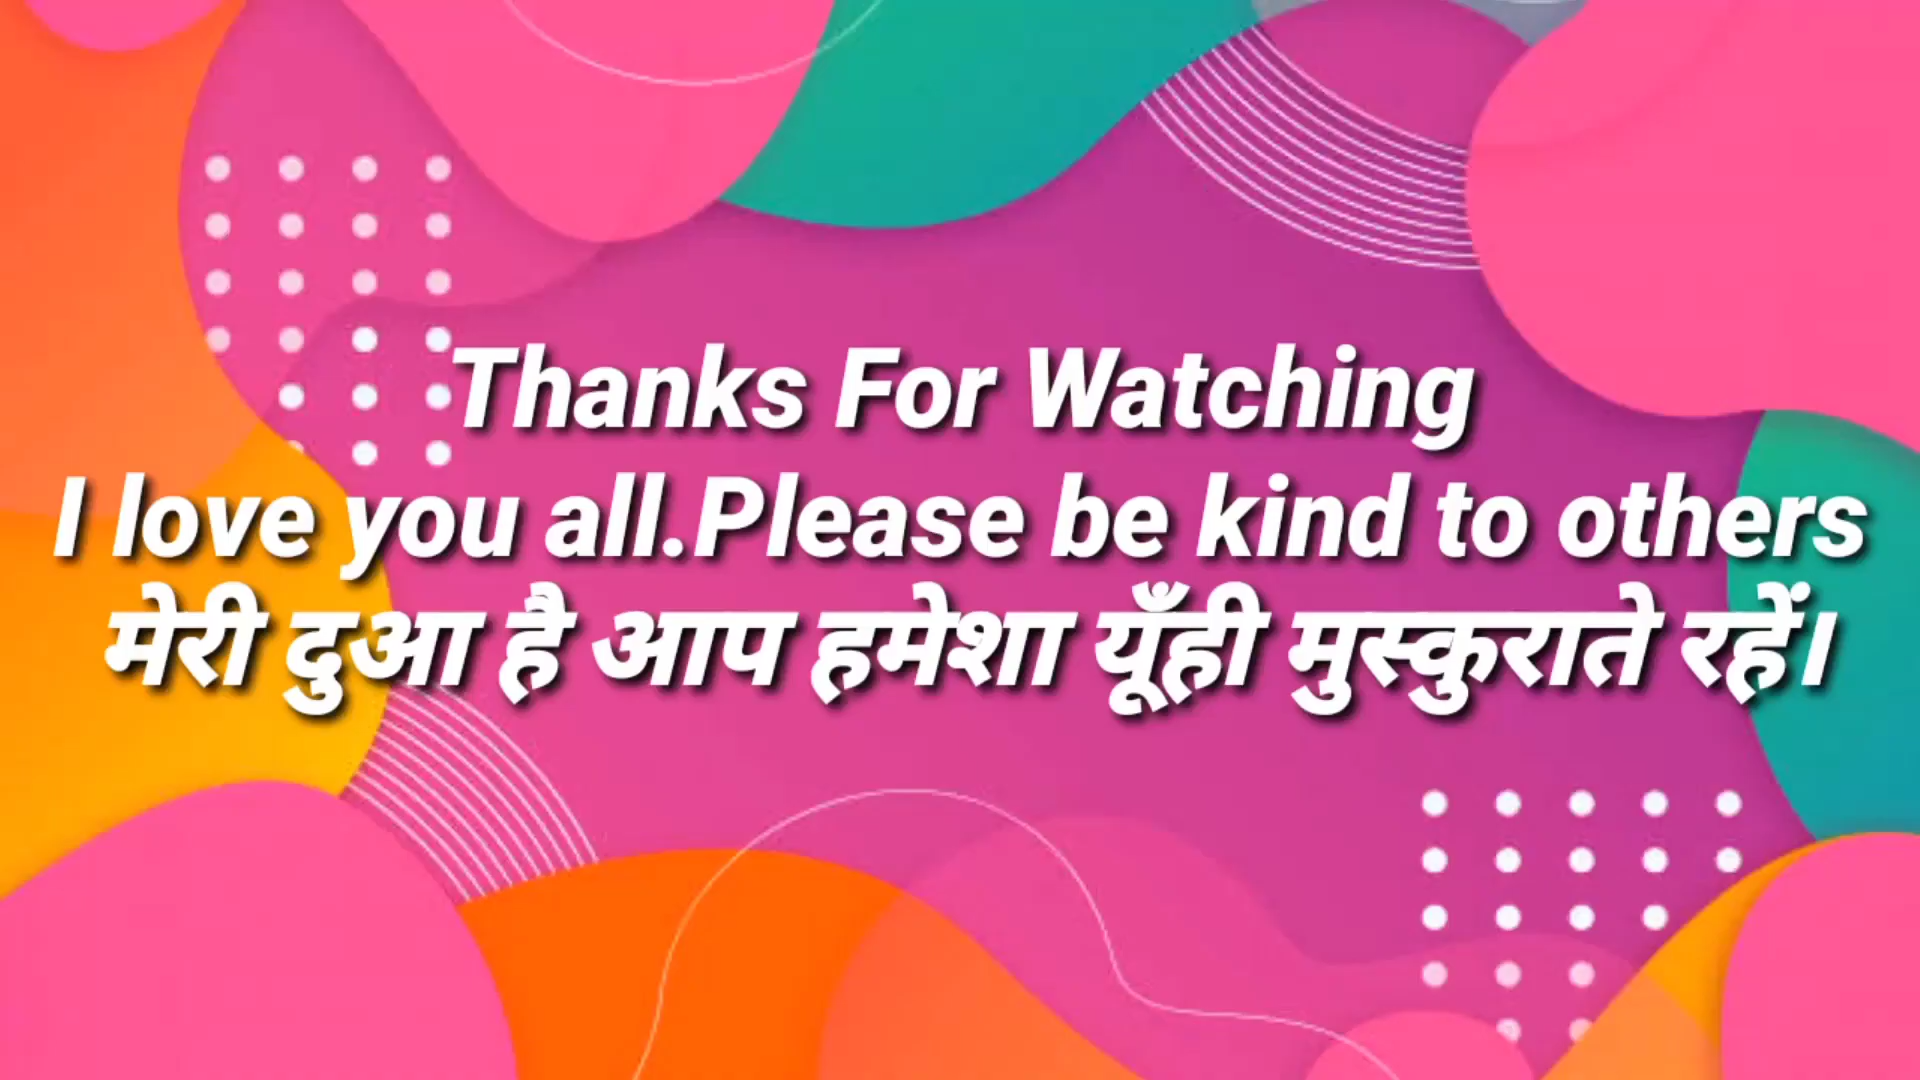 Thanks For Watching
I love you all.Please be kind to others
मेरी दुआ है आप हमेशा यूँही मुस्कुराते रहें।